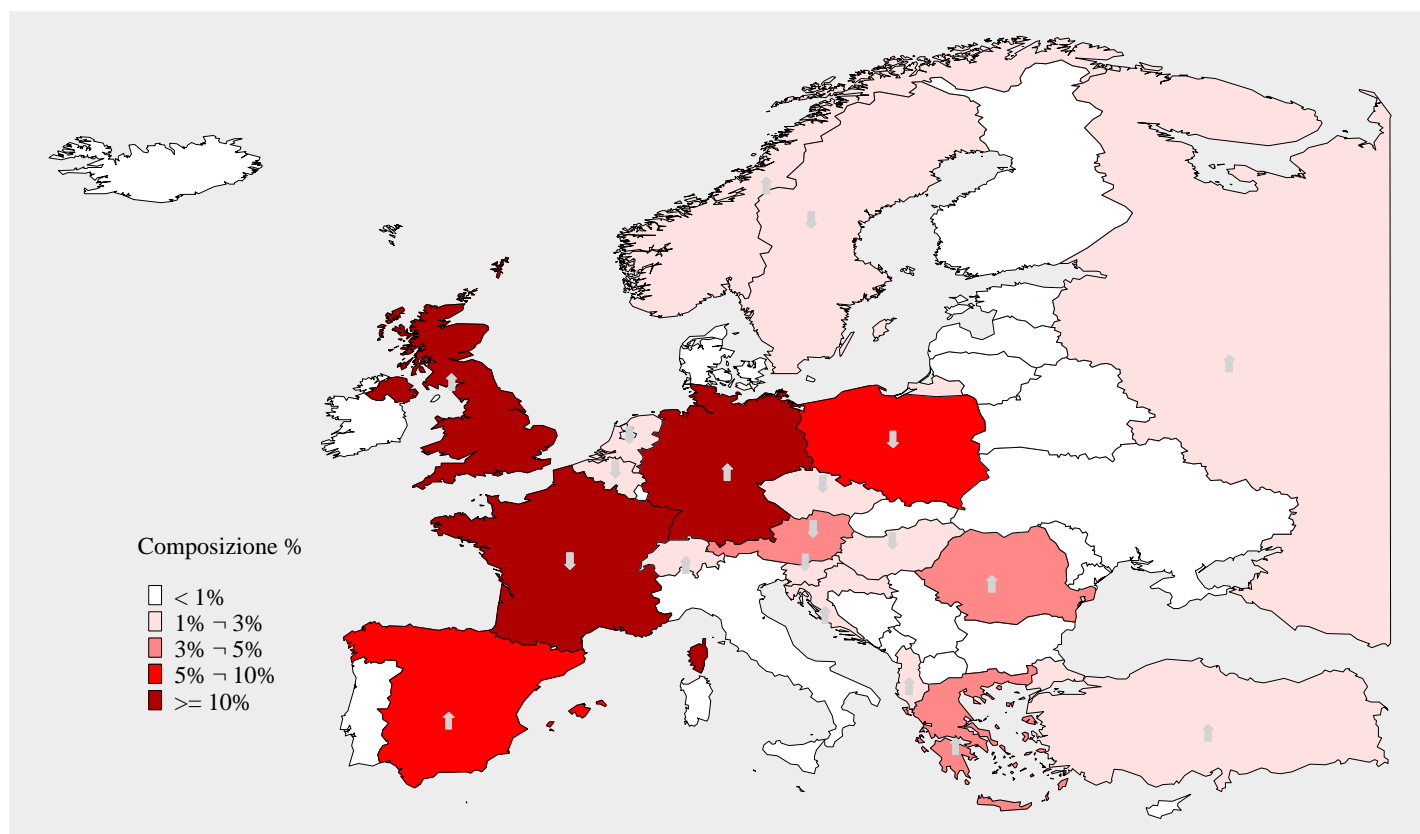 Composizione %
< 1%
1% ¬ 3%
3% ¬ 5%
5% ¬ 10%
>= 10%